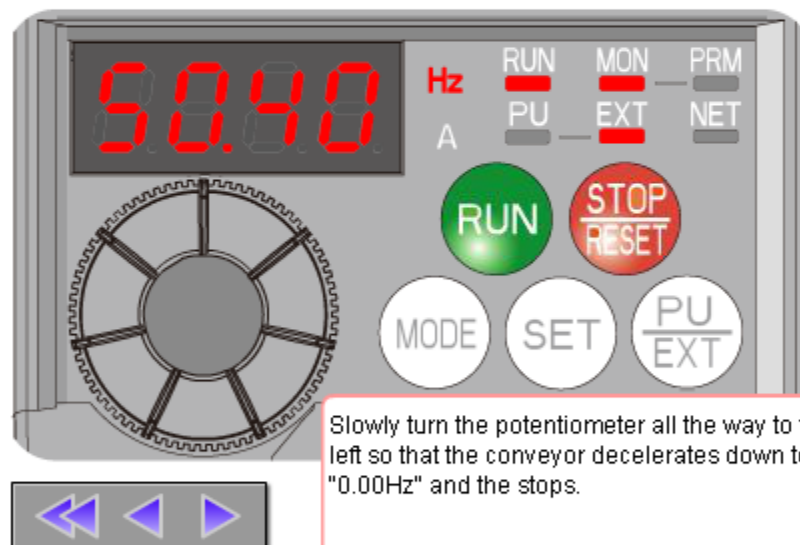 50.40
Hz
RUN MON PRM
A
PU EXT NET
RUN
STOP
RESET
MODE
SET
PU
EXT
Slowly turn the potentiometer all the way to
left so that the conveyor decelerates down
"0.00Hz" and the stops.